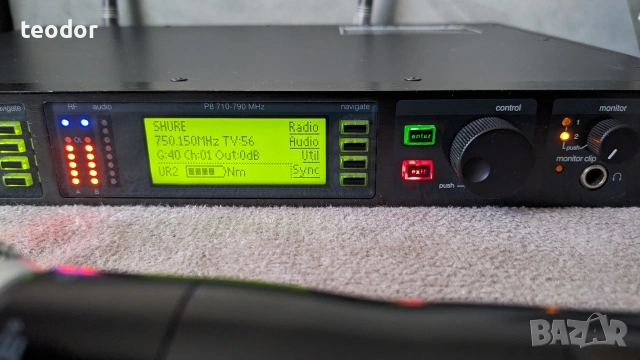 teodor
navigate
RF audio
P8 710-790 MHz
navigate
control
monitor
SHURE Radio
750.150MHz TV:56 Audio
G:40 Ch:01 Out:0dB Util
UR2 Nm Sync
OL
enter
exit
push
1
2
push
monitor clip
BAZAR